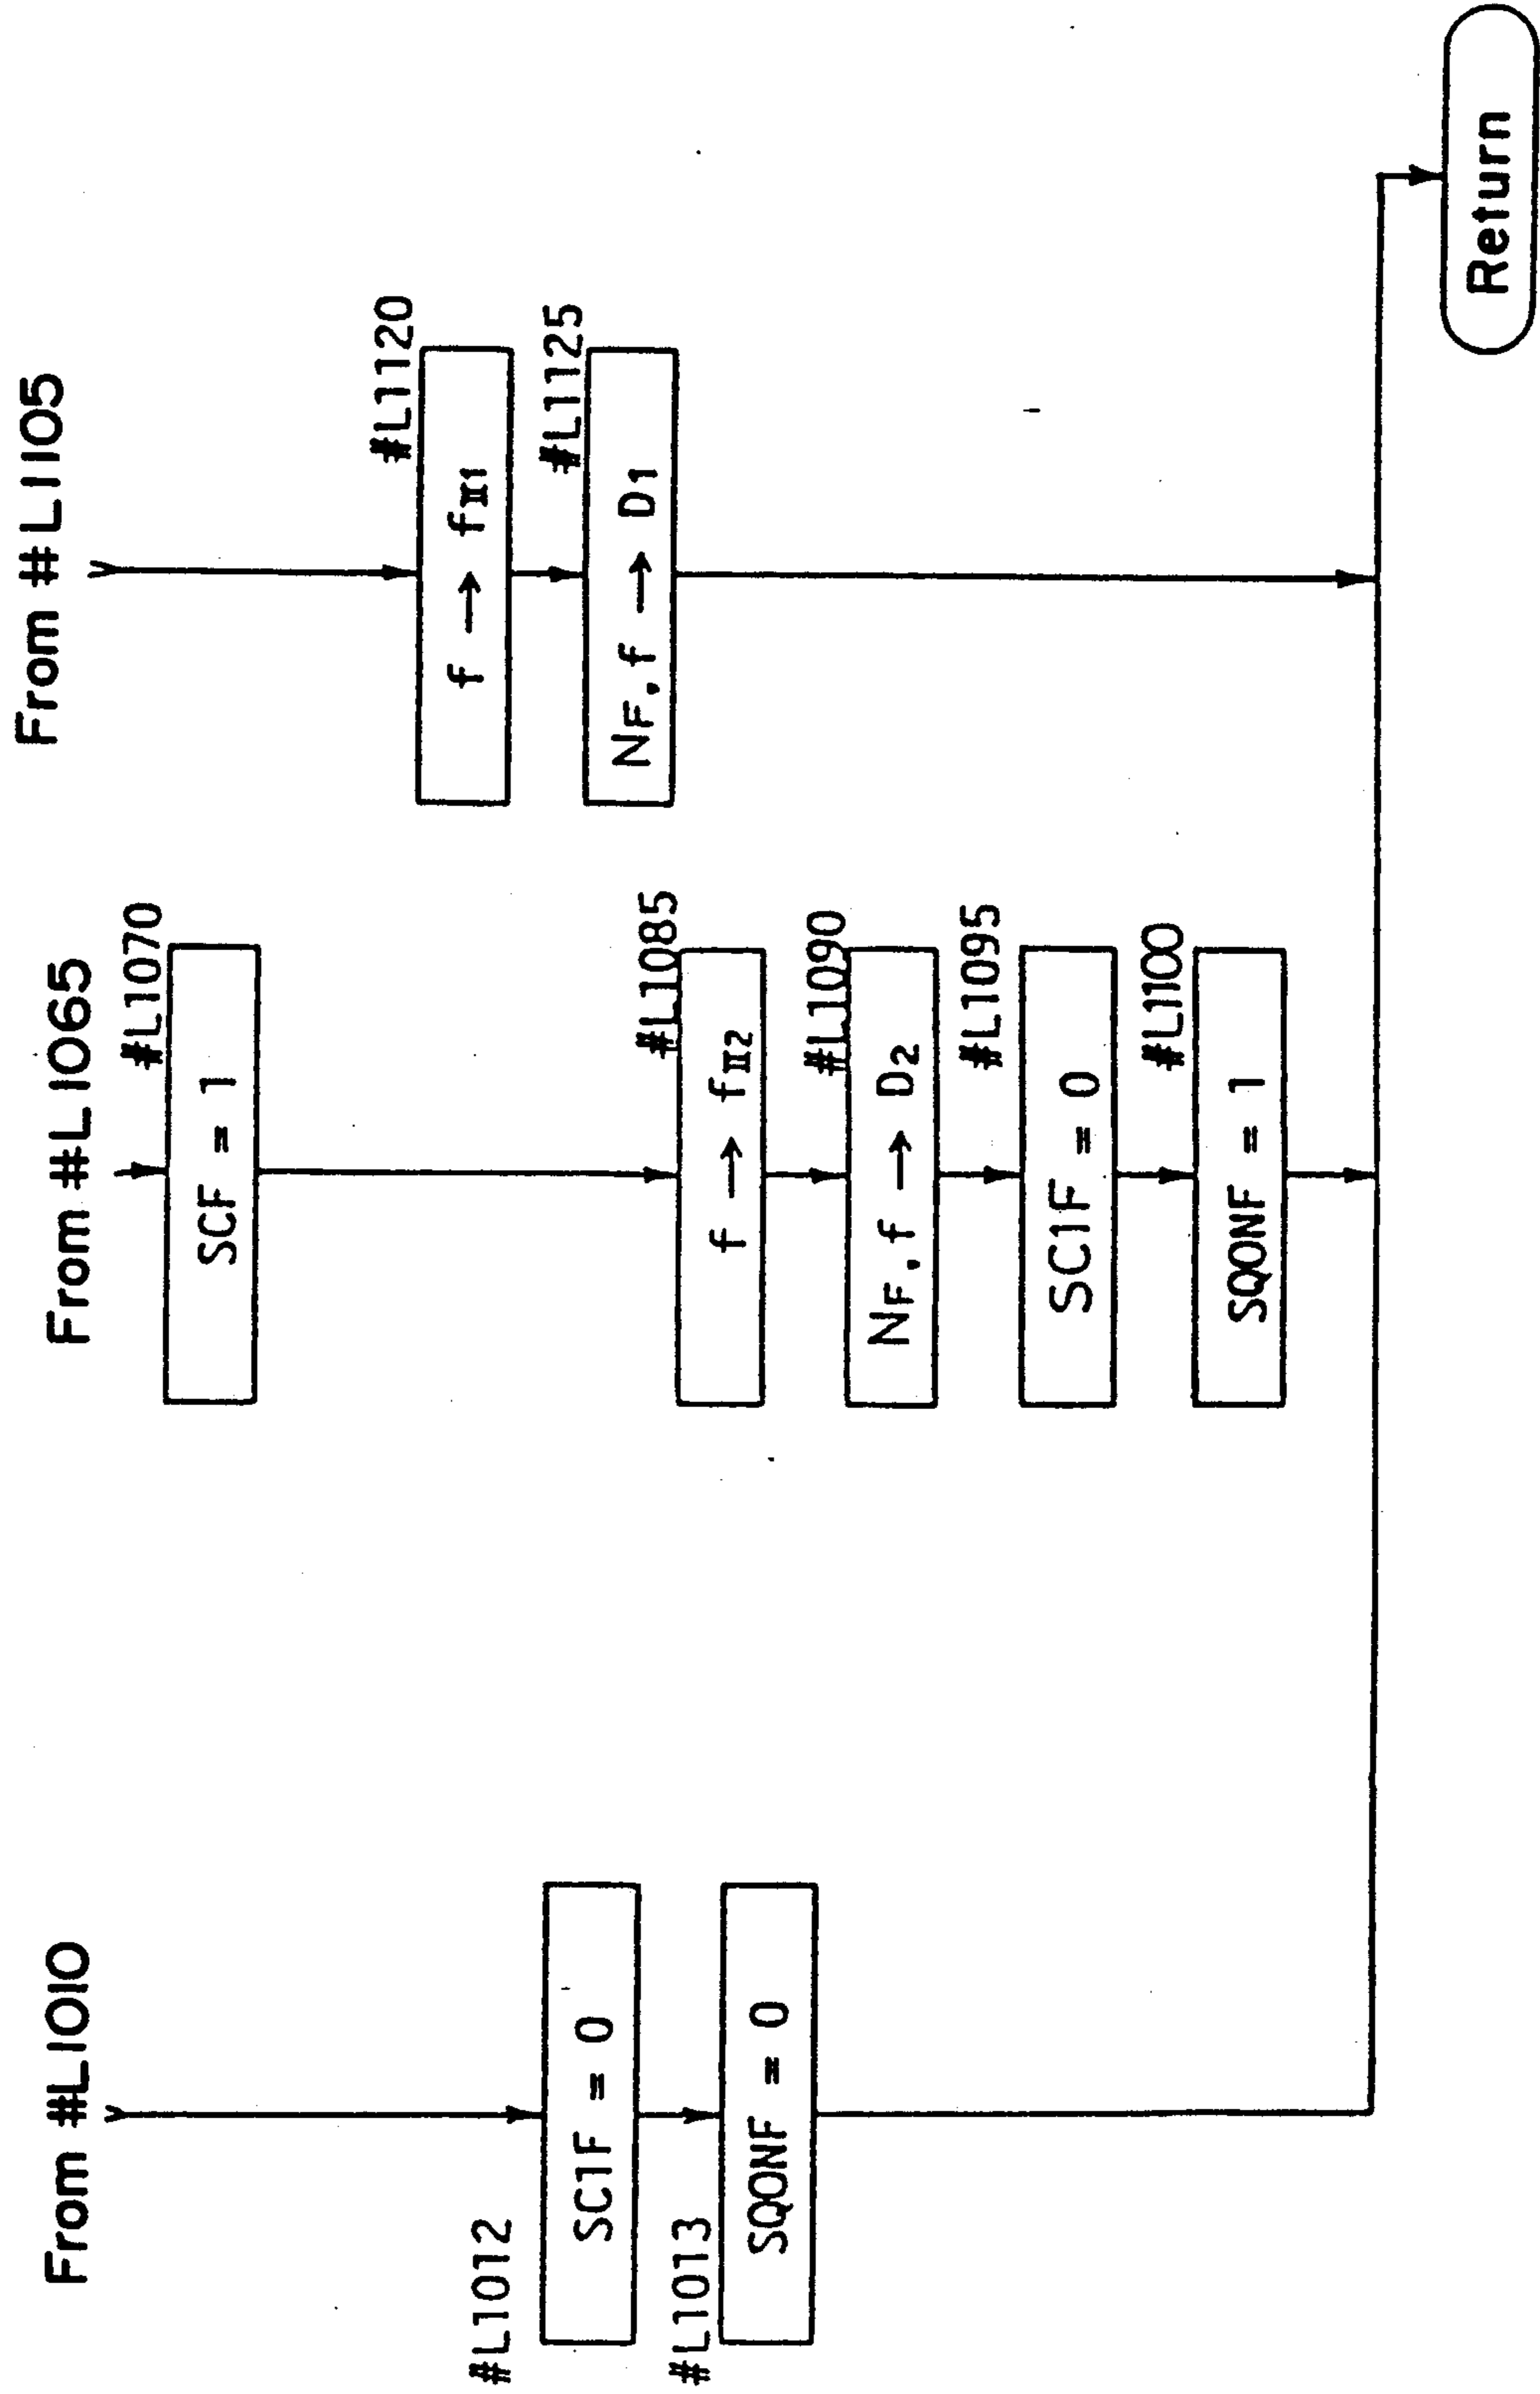 From #L1010
#L1012
SC1F = 0
#L1013
SQONF = 0
From #L1065
#L1070
SCF = 1
#L1085
f → fⅡ2
#L1090
NF,f → D2
#L1095
SC1F = 0
#L1100
SQONF = 1
From #L1105
#L1120
f → fⅡ1
#L1125
NF,f → D1
Return